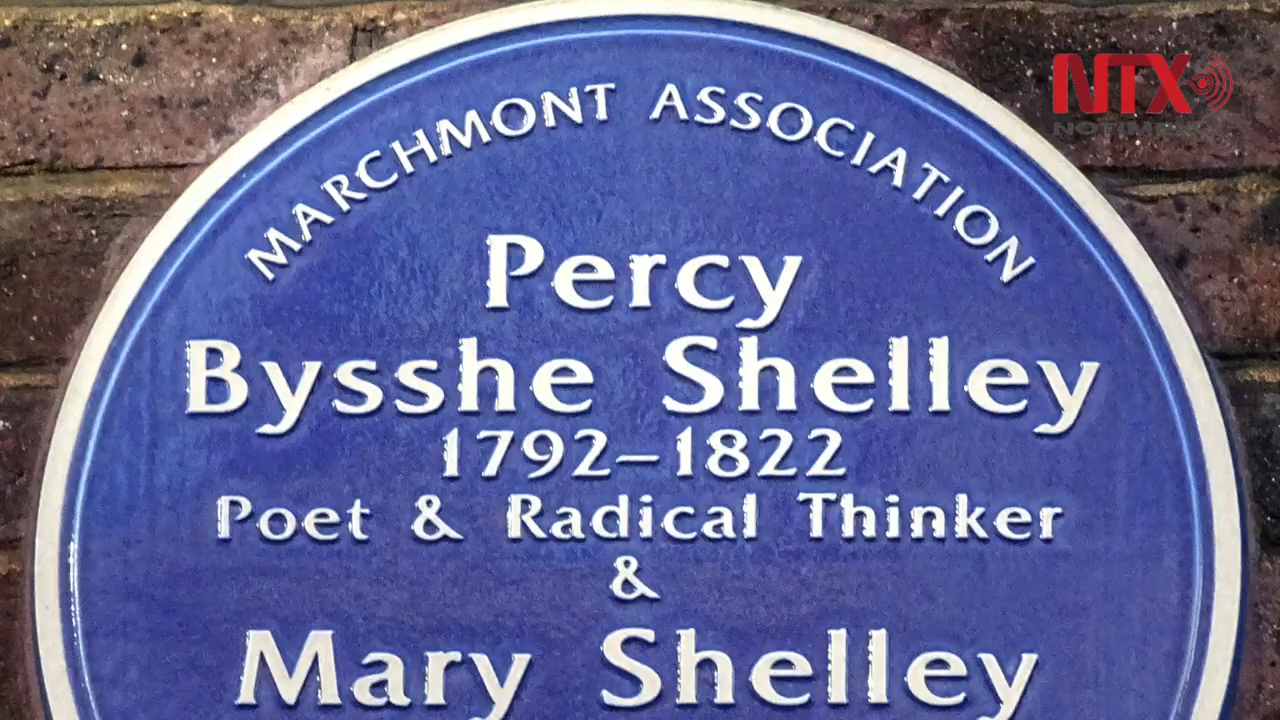 NTX
MARCHMONT ASSOCIATION
Percy
Bysshe Shelley
1792–1822
Poet & Radical Thinker
&
Mary Shelley